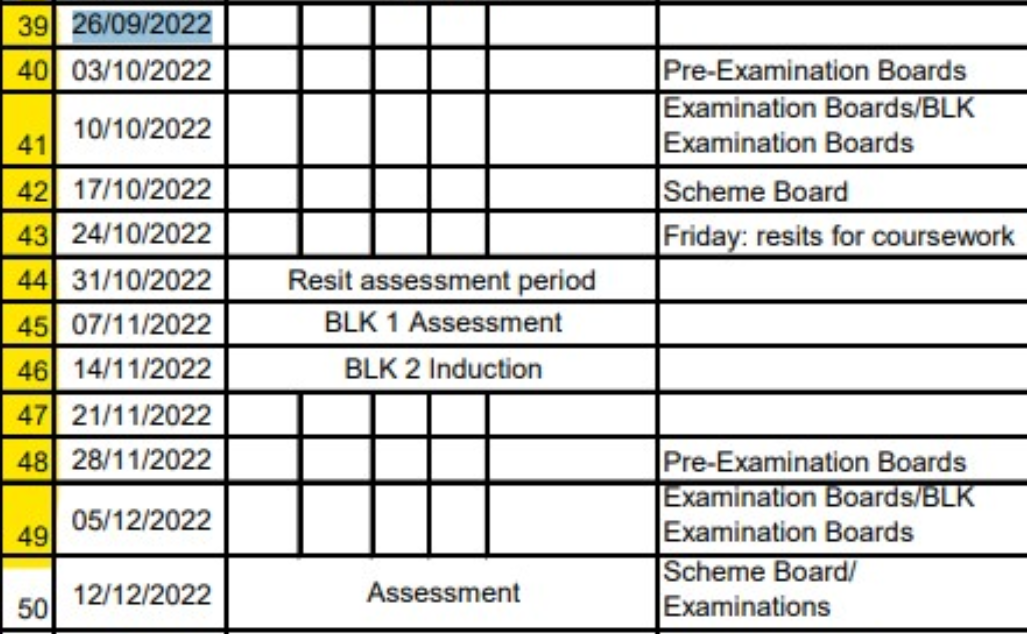 39 26/09/2022
40 03/10/2022 Pre-Examination Boards
41 10/10/2022 Examination Boards/BLK
Examination Boards
42 17/10/2022 Scheme Board
43 24/10/2022 Friday: resits for coursework
44 31/10/2022 Resit assessment period
45 07/11/2022 BLK 1 Assessment
46 14/11/2022 BLK 2 Induction
47 21/11/2022
48 28/11/2022 Pre-Examination Boards
49 05/12/2022 Examination Boards/BLK
Examination Boards
50 12/12/2022 Assessment Scheme Board/
Examinations